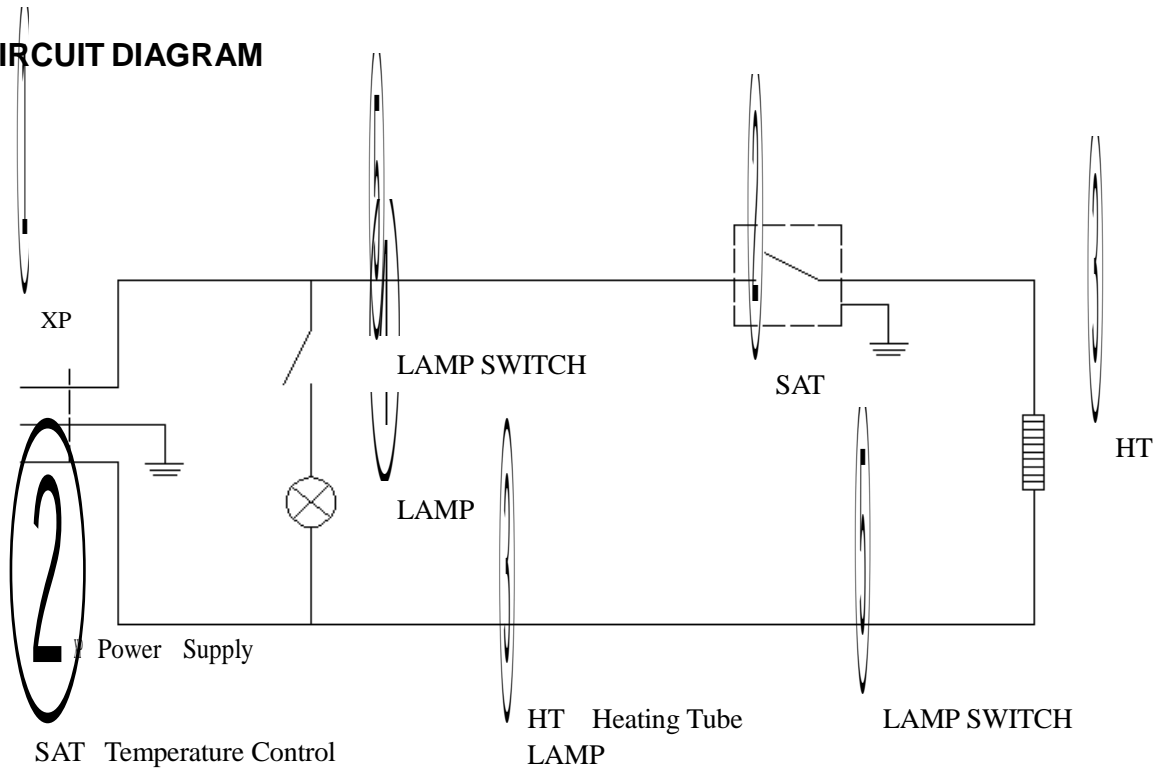 IRCUIT DIAGRAM
XP
LAMP SWITCH
SAT
HT
LAMP
2
Power Supply
HT Heating Tube
LAMP SWITCH
SAT Temperature Control
LAMP